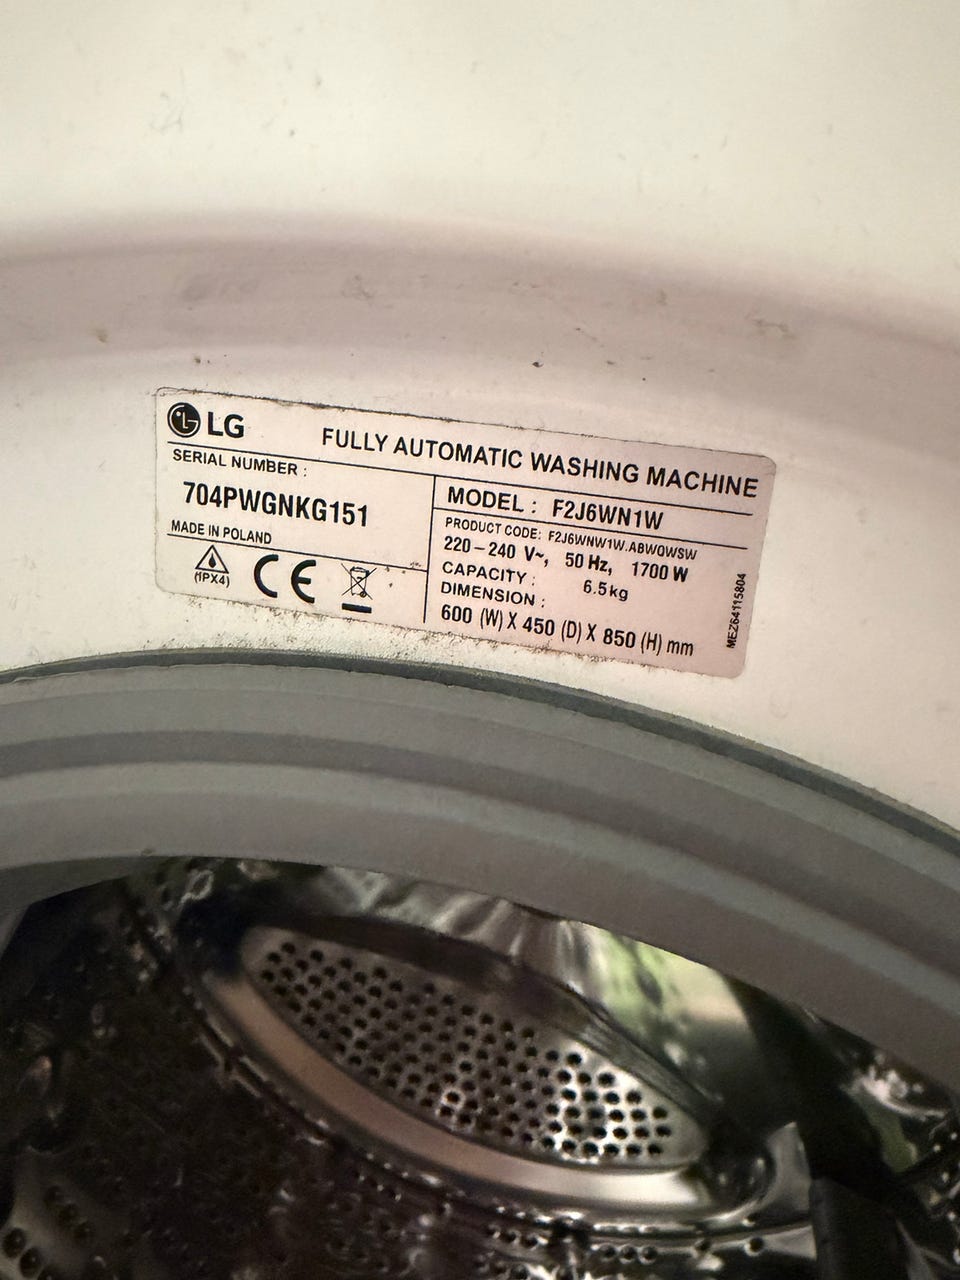 LG FULLY AUTOMATIC WASHING MACHINE
SERIAL NUMBER :
704PWGNKG151
MADE IN POLAND
(IPX4) CE
MODEL : F2J6WN1W
PRODUCT CODE: F2J6WNW1W.ABWOWSW
220-240 V~, 50 Hz, 1700 W
CAPACITY : 6.5kg
DIMENSION :
600 (W) X 450 (D) X 850 (H) mm
MEZ64115804